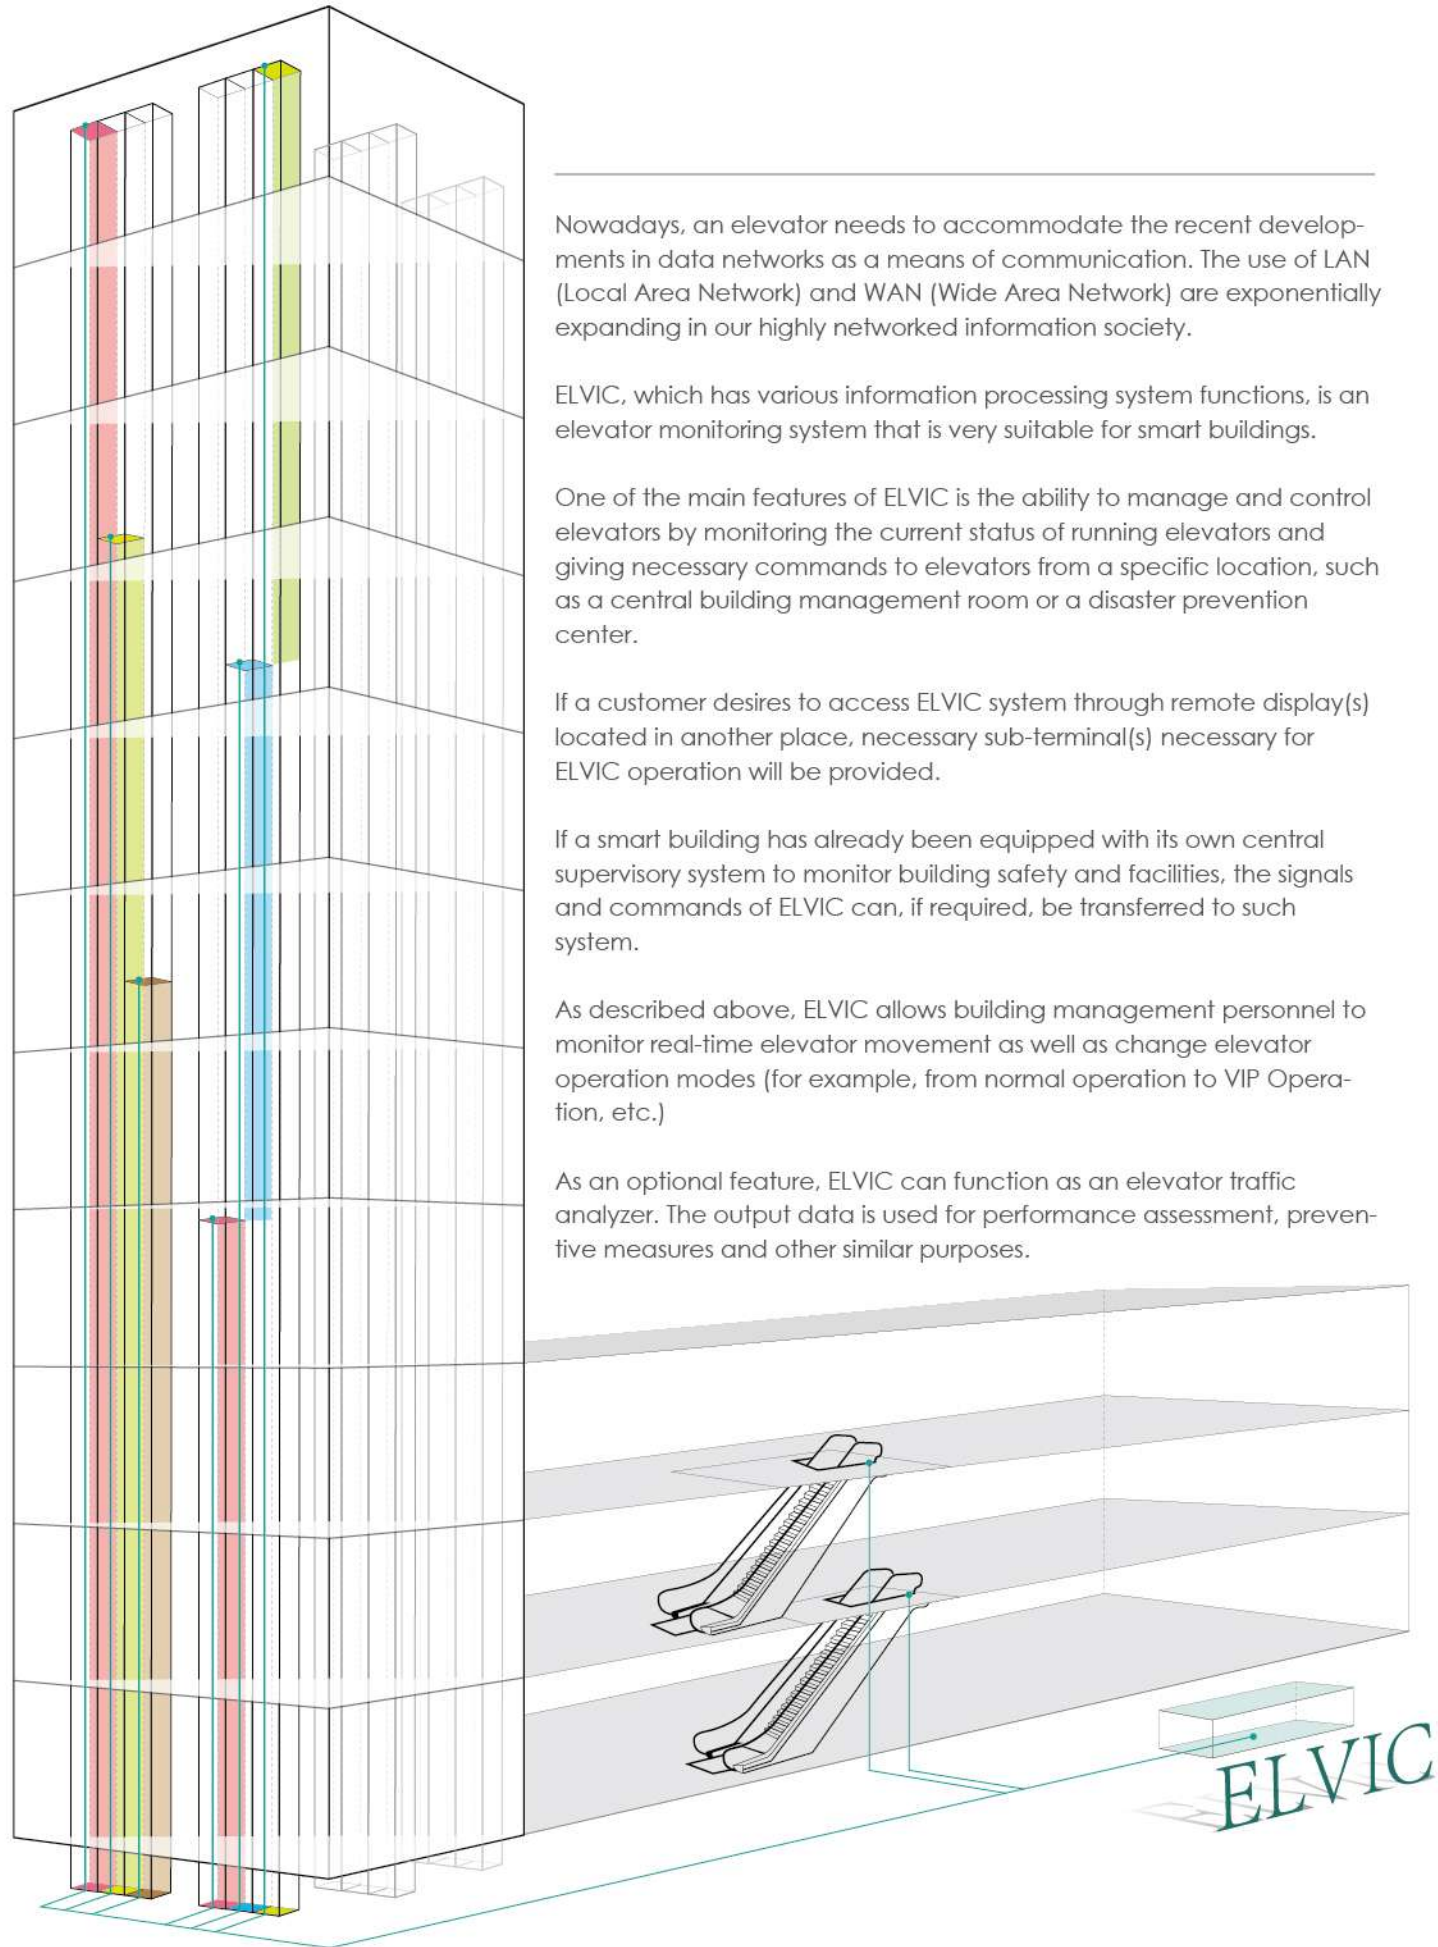 Nowadays, an elevator needs to accommodate the recent develop-
ments in data networks as a means of communication. The use of LAN
(Local Area Network) and WAN (Wide Area Network) are exponentially
expanding in our highly networked information society.
ELVIC, which has various information processing system functions, is an
elevator monitoring system that is very suitable for smart buildings.
One of the main features of ELVIC is the ability to manage and control
elevators by monitoring the current status of running elevators and
giving necessary commands to elevators from a specific location, such
as a central building management room or a disaster prevention
center.
If a customer desires to access ELVIC system through remote display(s)
located in another place, necessary sub-terminal(s) necessary for
ELVIC operation will be provided.
If a smart building has already been equipped with its own central
supervisory system to monitor building safety and facilities, the signals
and commands of ELVIC can, if required, be transferred to such
system.
As described above, ELVIC allows building management personnel to
monitor real-time elevator movement as well as change elevator
operation modes (for example, from normal operation to VIP Opera-
tion, etc.)
As an optional feature, ELVIC can function as an elevator traffic
analyzer. The output data is used for performance assessment, preven-
tive measures and other similar purposes.
ELVIC